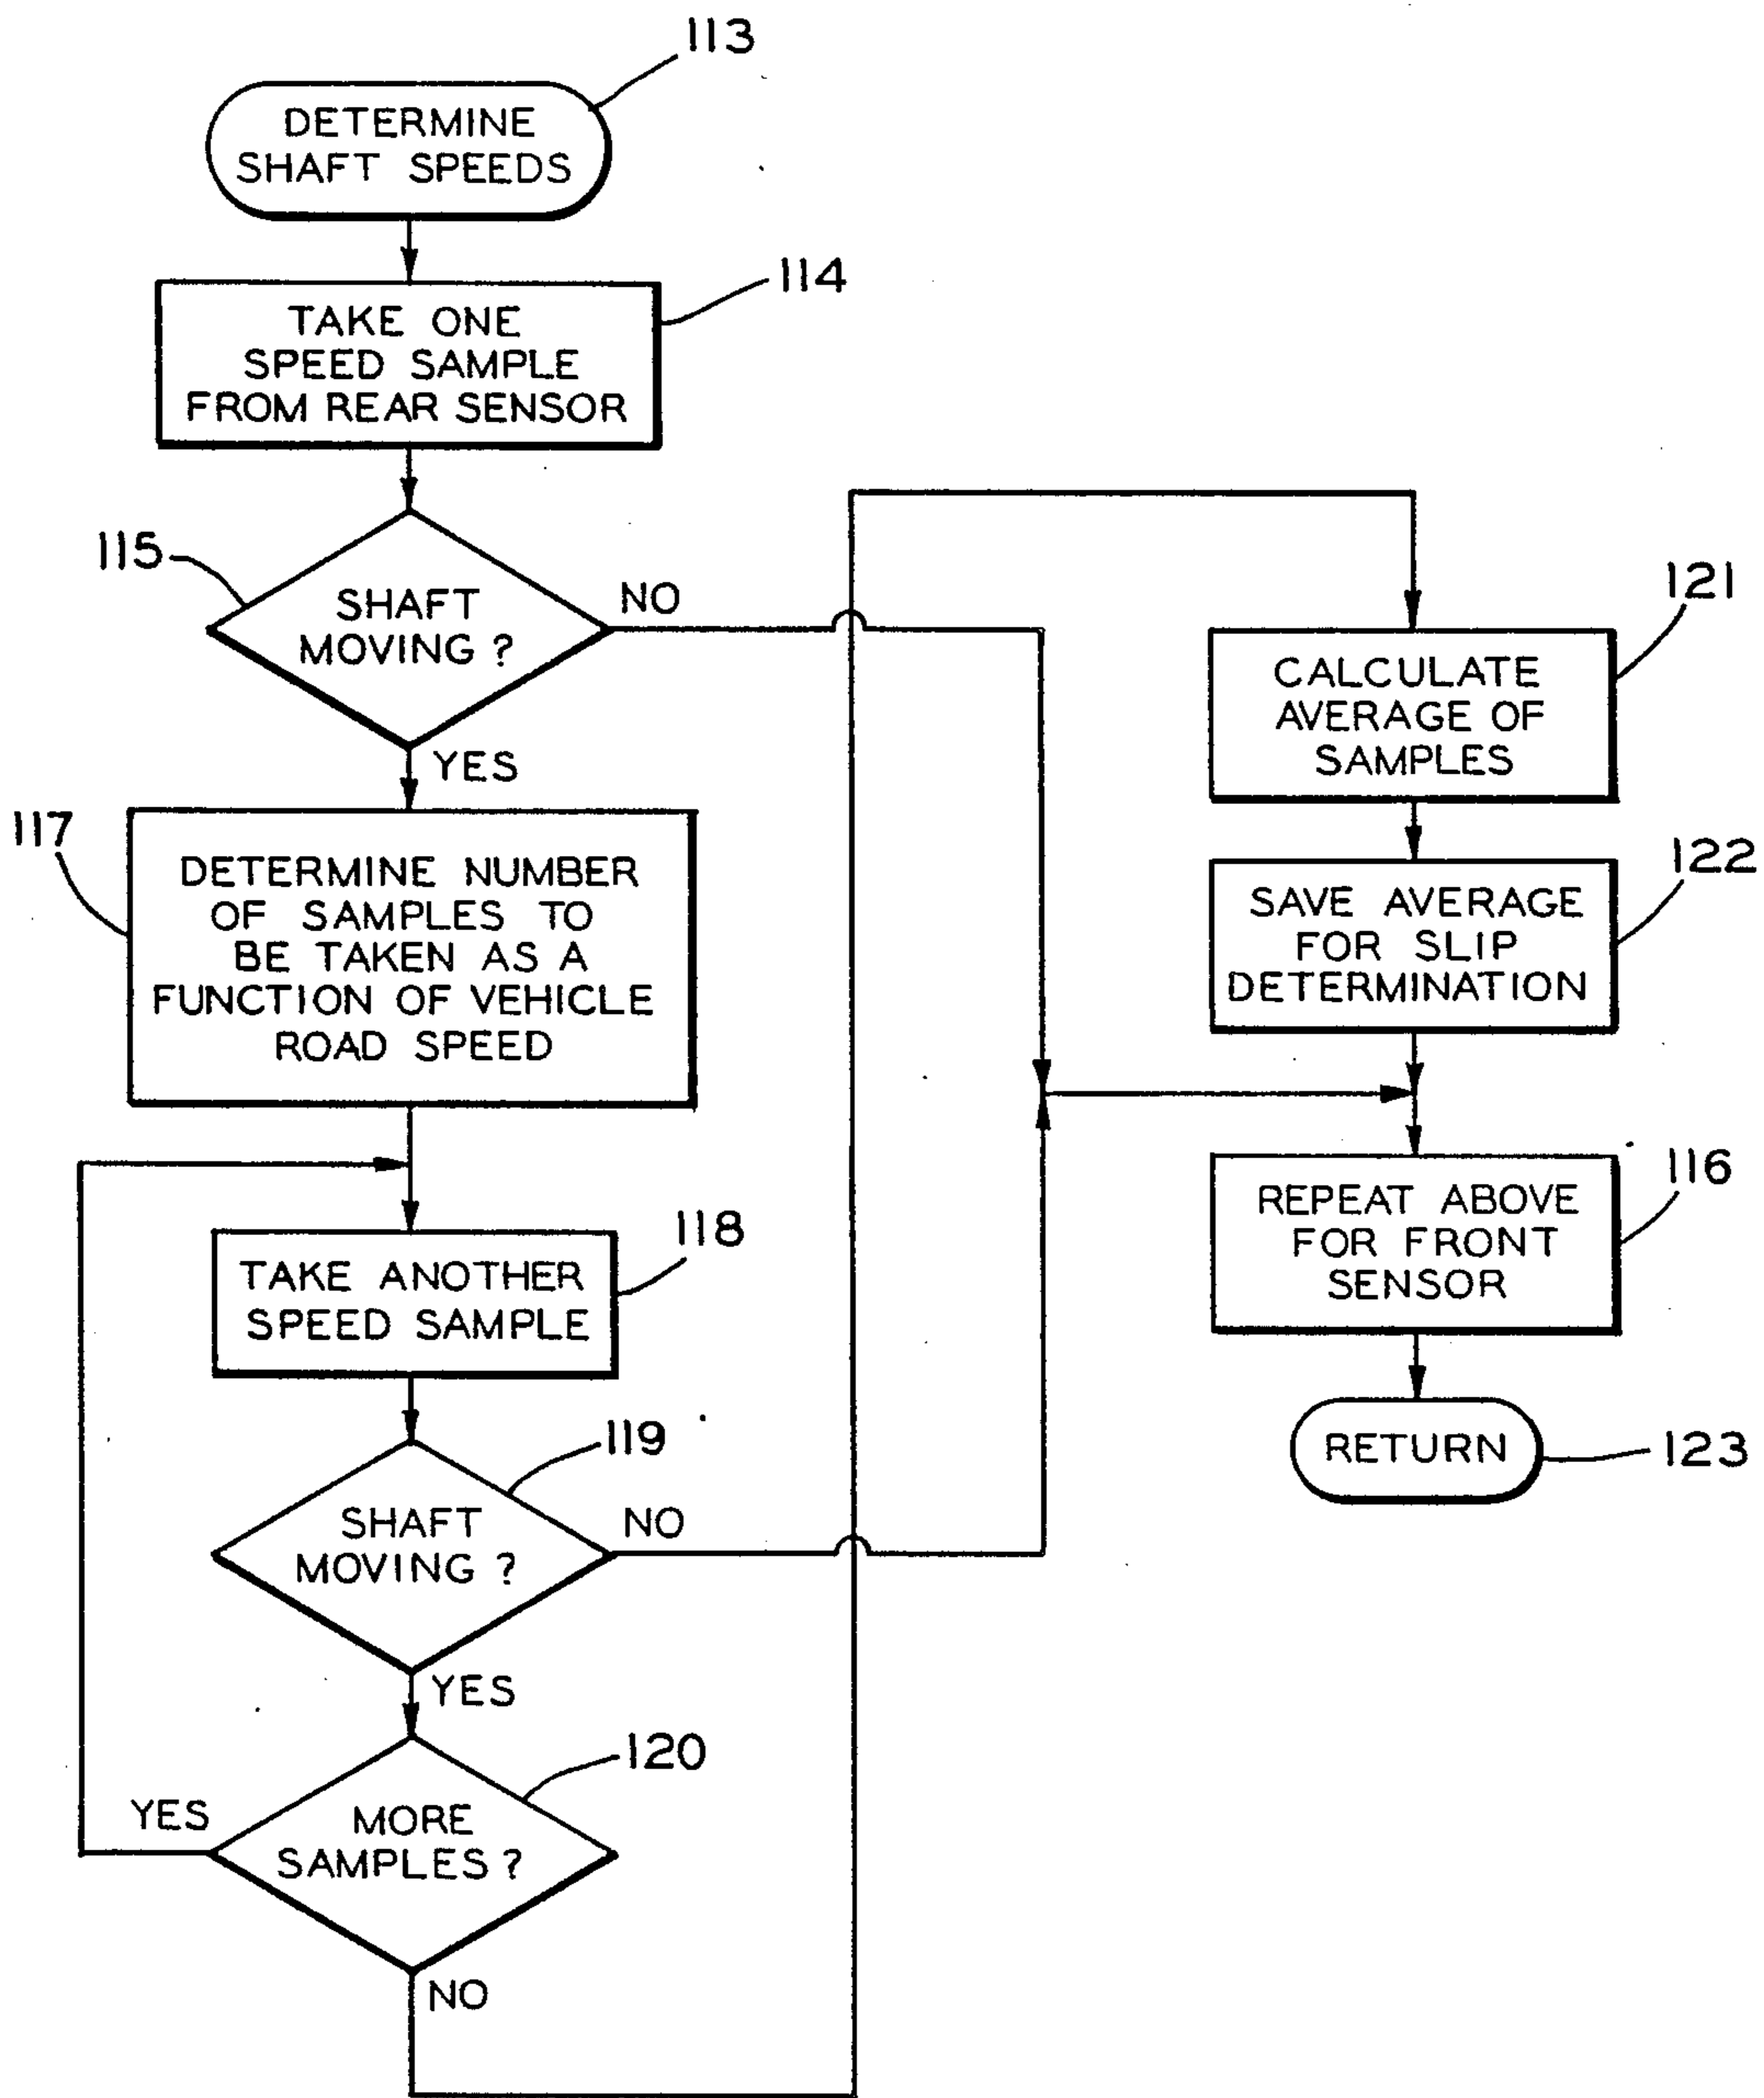 113
DETERMINE
SHAFT SPEEDS
114
TAKE ONE
SPEED SAMPLE
FROM REAR SENSOR
115
SHAFT
MOVING ?
NO
YES
117
DETERMINE NUMBER
OF SAMPLES TO
BE TAKEN AS A
FUNCTION OF VEHICLE
ROAD SPEED
118
TAKE ANOTHER
SPEED SAMPLE
119
SHAFT
MOVING ?
NO
YES
120
MORE
SAMPLES ?
YES
NO
121
CALCULATE
AVERAGE OF
SAMPLES
122
SAVE AVERAGE
FOR SLIP
DETERMINATION
116
REPEAT ABOVE
FOR FRONT
SENSOR
RETURN
123